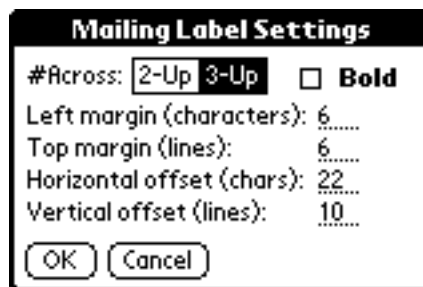 Mailing Label Settings
#Across: 2-Up 3-Up Bold
Left margin (characters): 6
Top margin (lines): 6
Horizontal offset (chars): 22
Vertical offset (lines): 10
OK Cancel